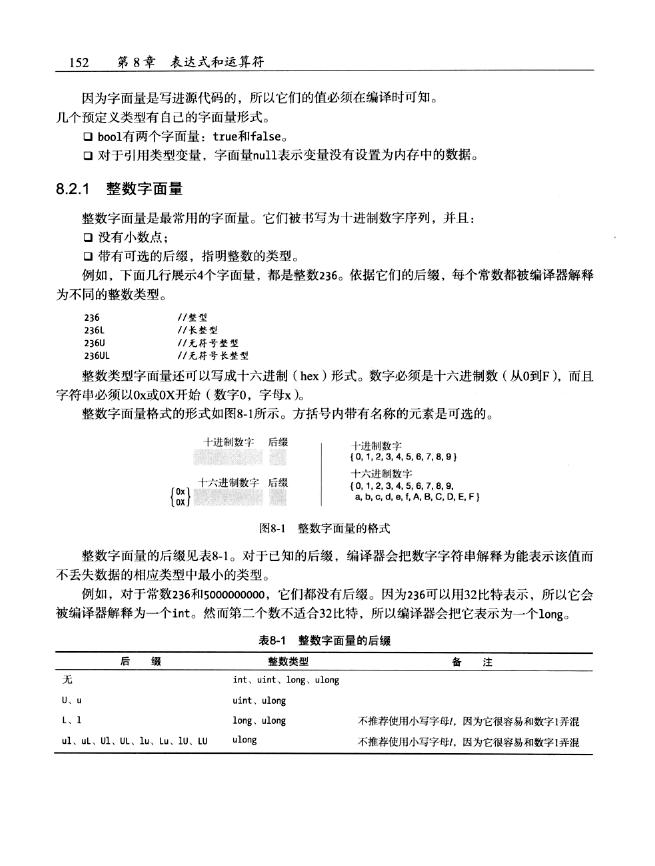 152 第8章 表达式和运算符
因为字面量是写进源代码的，所以它们的值必须在编译时可知。
几个预定义类型有自己的字面量形式。
❏ bool有两个字面量：true和false。
❏ 对于引用类型变量，字面量null表示变量没有设置为内存中的数据。
8.2.1 整数字面量
整数字面量是最常用的字面量。它们被书写为十进制数字序列，并且：
❏ 没有小数点；
❏ 带有可选的后缀，指明整数的类型。
例如，下面几行展示4个字面量，都是整数236。依据它们的后缀，每个常数都被编译器解释
为不同的整数类型。
236 //整型
236L //长整型
236U //无符号整型
236UL //无符号长整型
整数类型字面量还可以写成十六进制（hex）形式。数字必须是十六进制数（从0到F），而且
字符串必须以0x或0X开始（数字0，字母x）。
整数字面量格式的形式如图8-1所示。方括号内带有名称的元素是可选的。
十进制数字 后缀
十六进制数字 后缀
{0x
0X}
十进制数字
{0,1,2,3,4,5,6,7,8,9}
十六进制数字
{0,1,2,3,4,5,6,7,8,9,
a,b,c,d,e,f,A,B,C,D,E,F}
图8-1 整数字面量的格式
整数字面量的后缀见表8-1。对于已知的后缀，编译器会把数字字符串解释为能表示该值而
不丢失数据的相应类型中最小的类型。
例如，对于常数236和5000000000，它们都没有后缀。因为236可以用32比特表示，所以它会
被编译器解释为一个int。然而第二个数不适合32比特，所以编译器会把它表示为一个long。
表8-1 整数字面量的后缀
后 缀 整数类型 备 注
无 int、uint、long、ulong
U、u uint、ulong
L、l long、ulong 不推荐使用小写字母l，因为它很容易和数字1弄混
ul、uL、Ul、UL、lu、Lu、lU、LU ulong 不推荐使用小写字母l，因为它很容易和数字1弄混